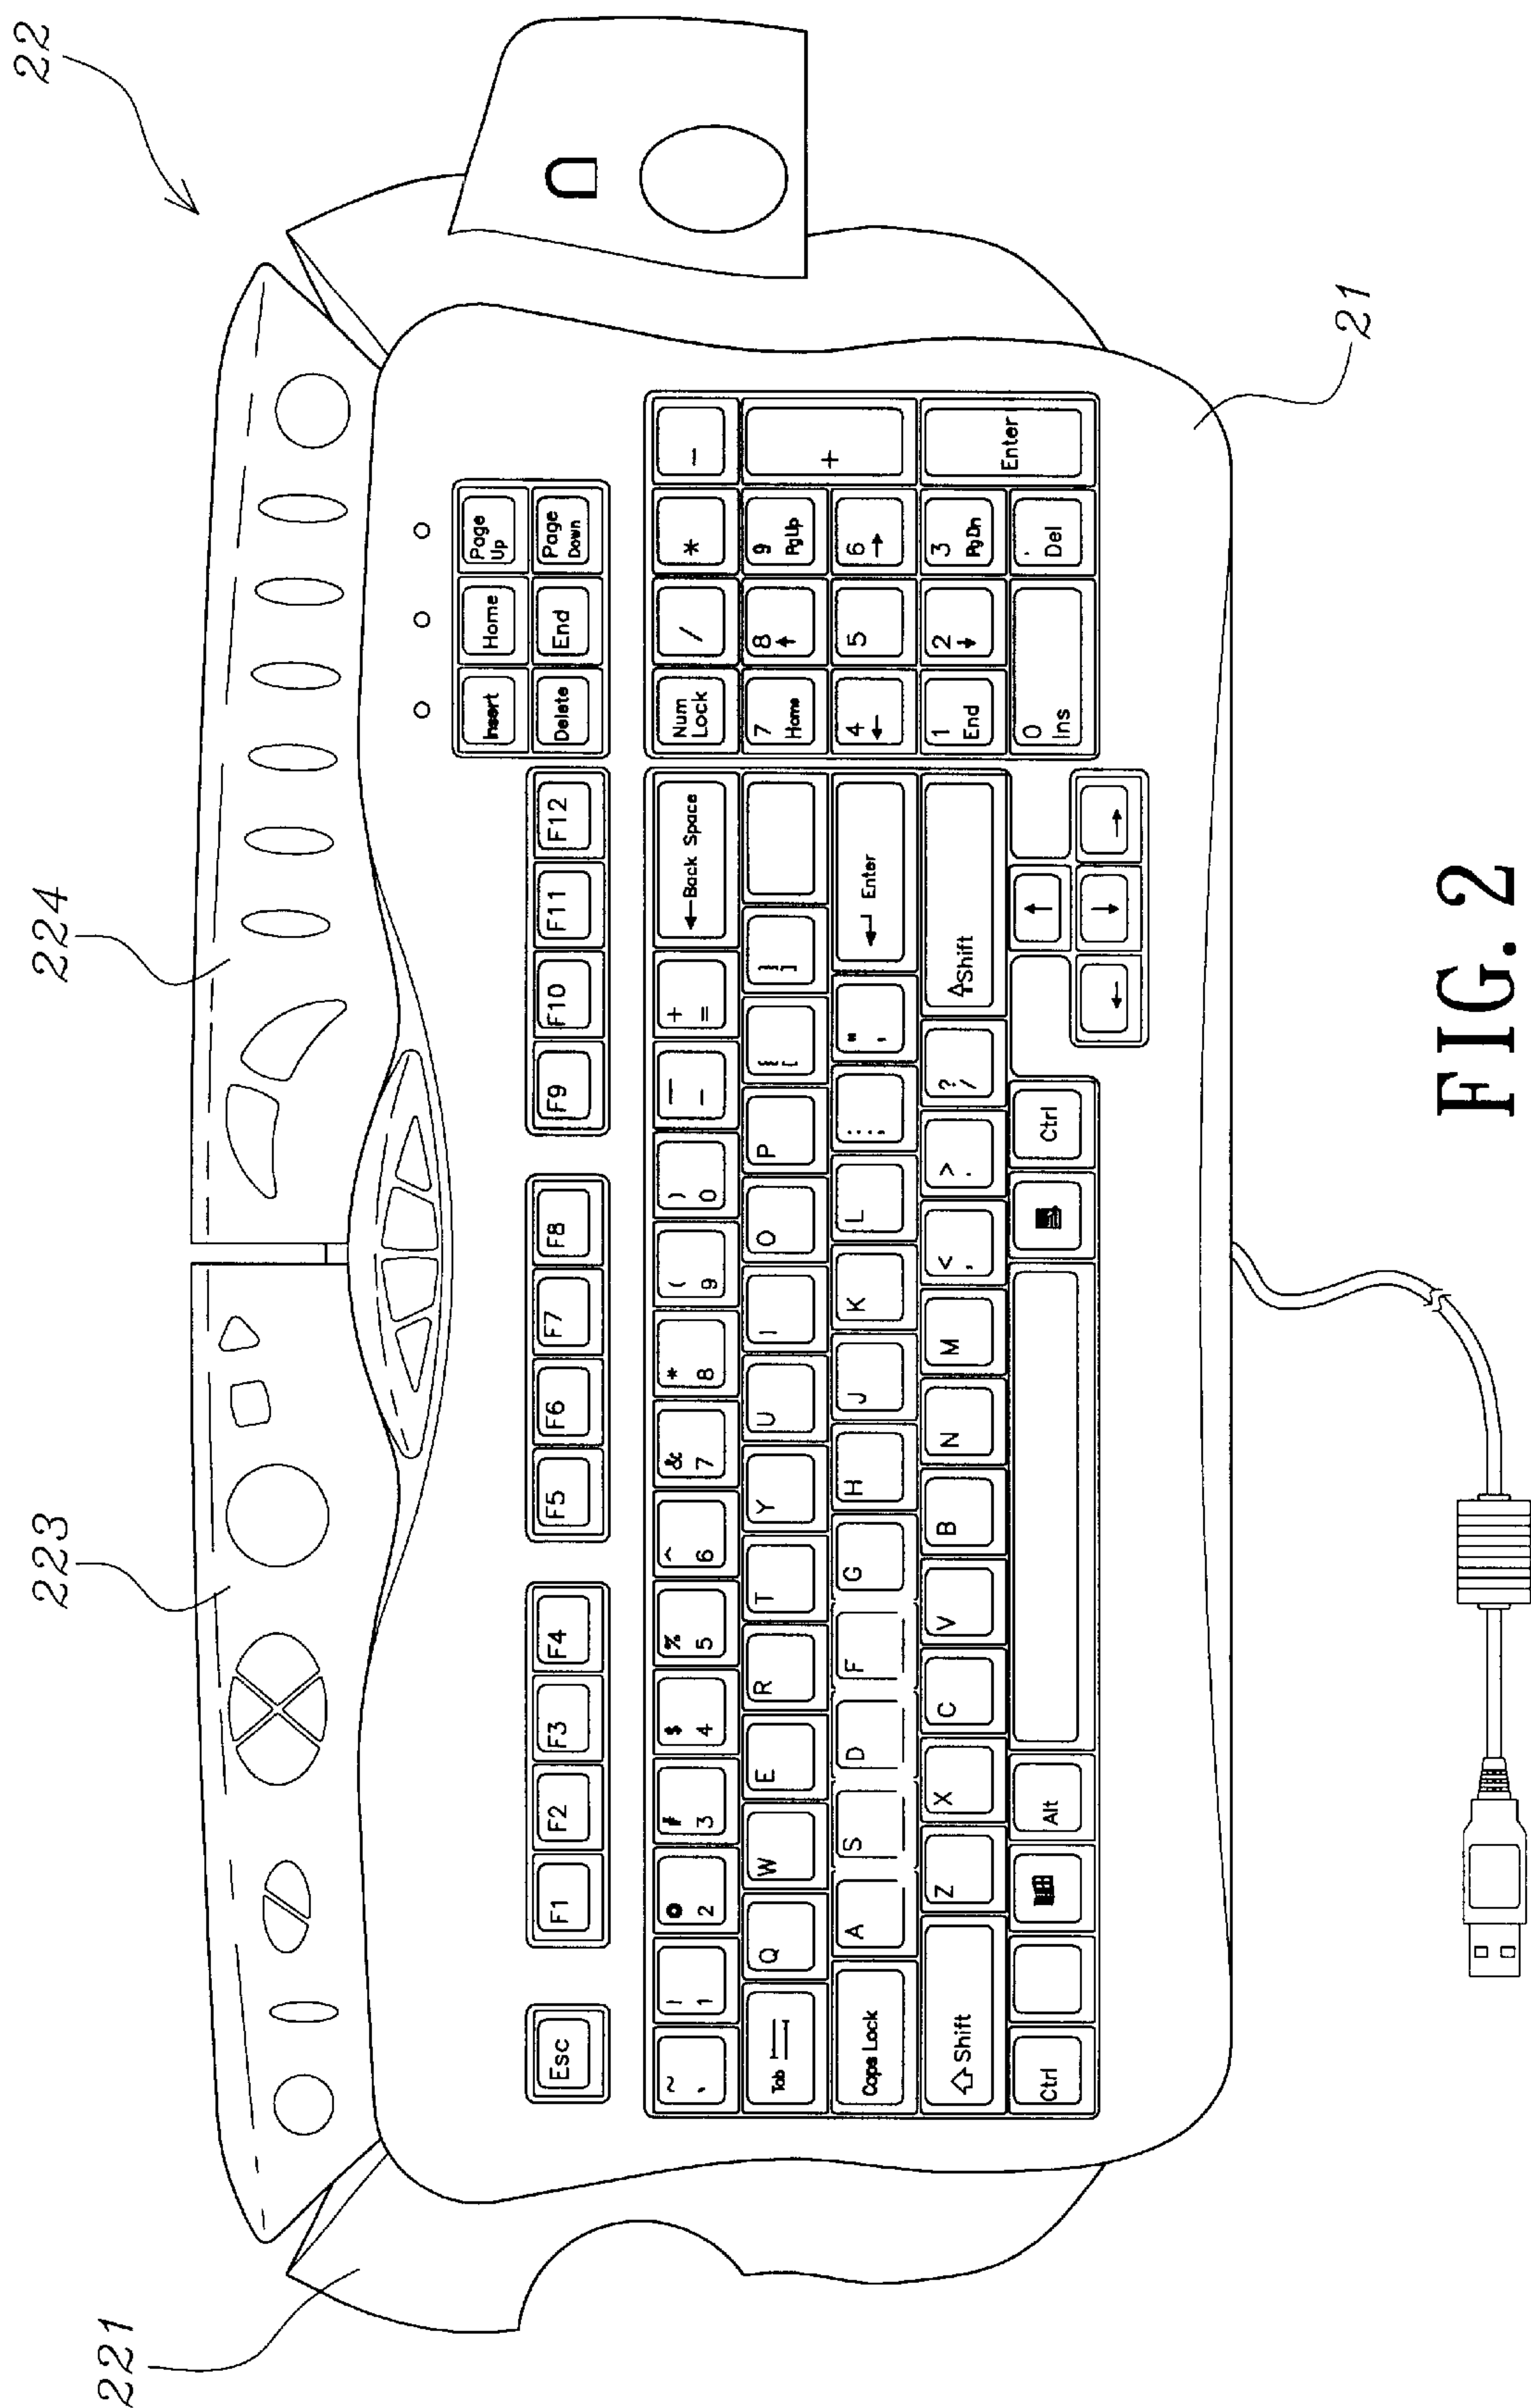 22
221
223
224
Insert Home Page Up
Delete End Page Down
Esc F1 F2 F3 F4 F5 F6 F7 F8 F9 F10 F11 F12
! # $ % ^ & * ( ) +
1 2 3 4 5 6 7 8 9 0 — =
←Back Space
Num Lock / * —
Tab Q W E R T Y U I O P { [ } ]
7 Home 8 ↑ 9 PgUp +
Caps Lock A S D F G H J K L : ; " ' ↵ Enter
4 ← 5 6 →
⇧Shift Z X C V B N M < , > . ? / ⇧Shift
1 End 2 ↓ 3 PgDn Enter
Ctrl Alt Ctrl
↑
0 Ins . Del
← ↓ →
21
FIG. 2